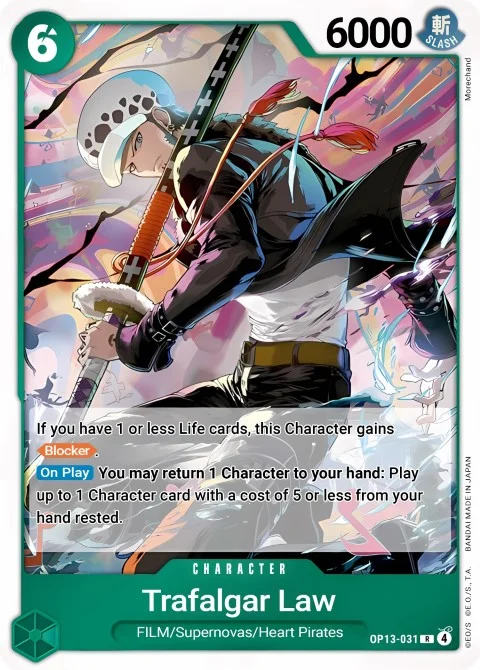 6
6000
斬
SLASH
Morechand
If you have 1 or less Life cards, this Character gains
Blocker.
On Play You may return 1 Character to your hand: Play
up to 1 Character card with a cost of 5 or less from your
hand rested.
CHARACTER
Trafalgar Law
FILM/Supernovas/Heart Pirates
OP13-031 R 4
©EO/S ©E.O./S.,T.A. BANDAI MADE IN JAPAN